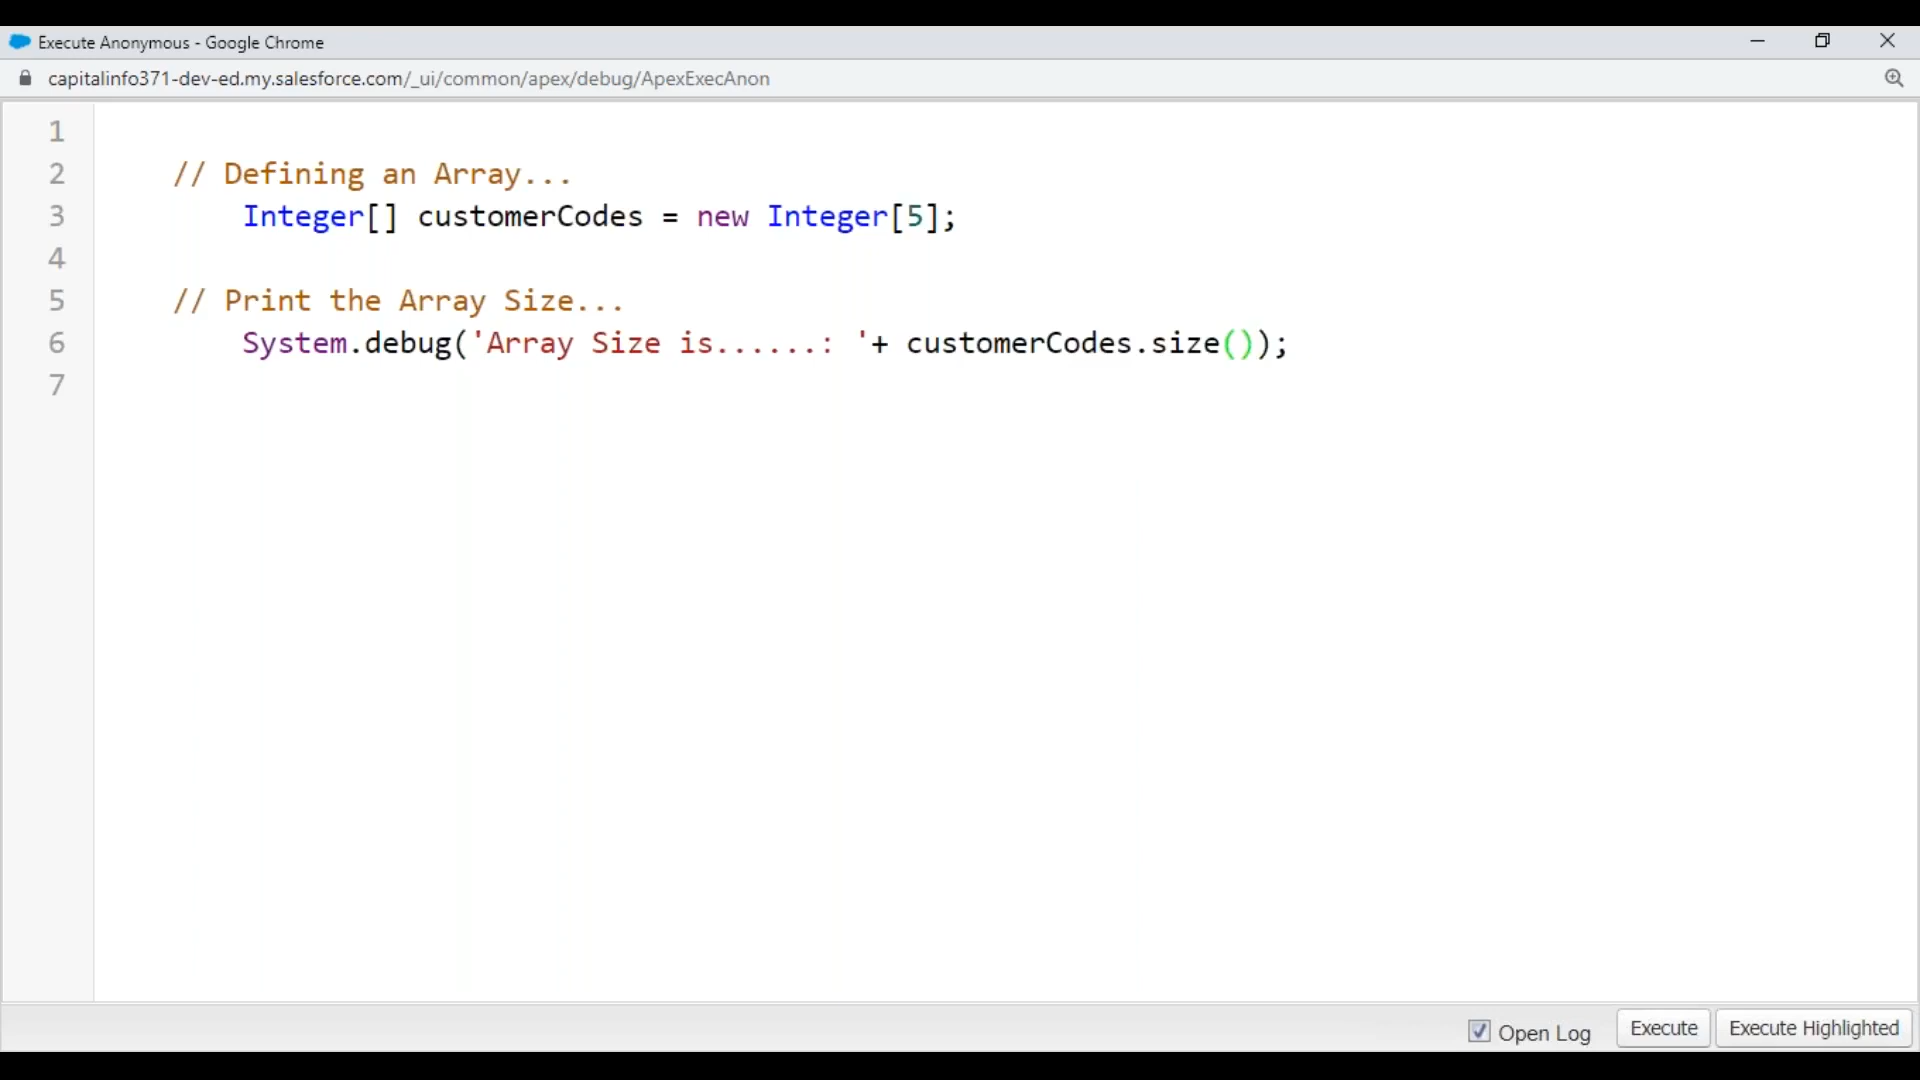 Execute Anonymous - Google Chrome
capitalinfo371-dev-ed.my.salesforce.com/_ui/common/apex/debug/ApexExecAnon
1
2 // Defining an Array...
3 Integer[] customerCodes = new Integer[5];
4
5 // Print the Array Size...
6 System.debug('Array Size is......: '+ customerCodes.size());
7
Open Log Execute Execute Highlighted